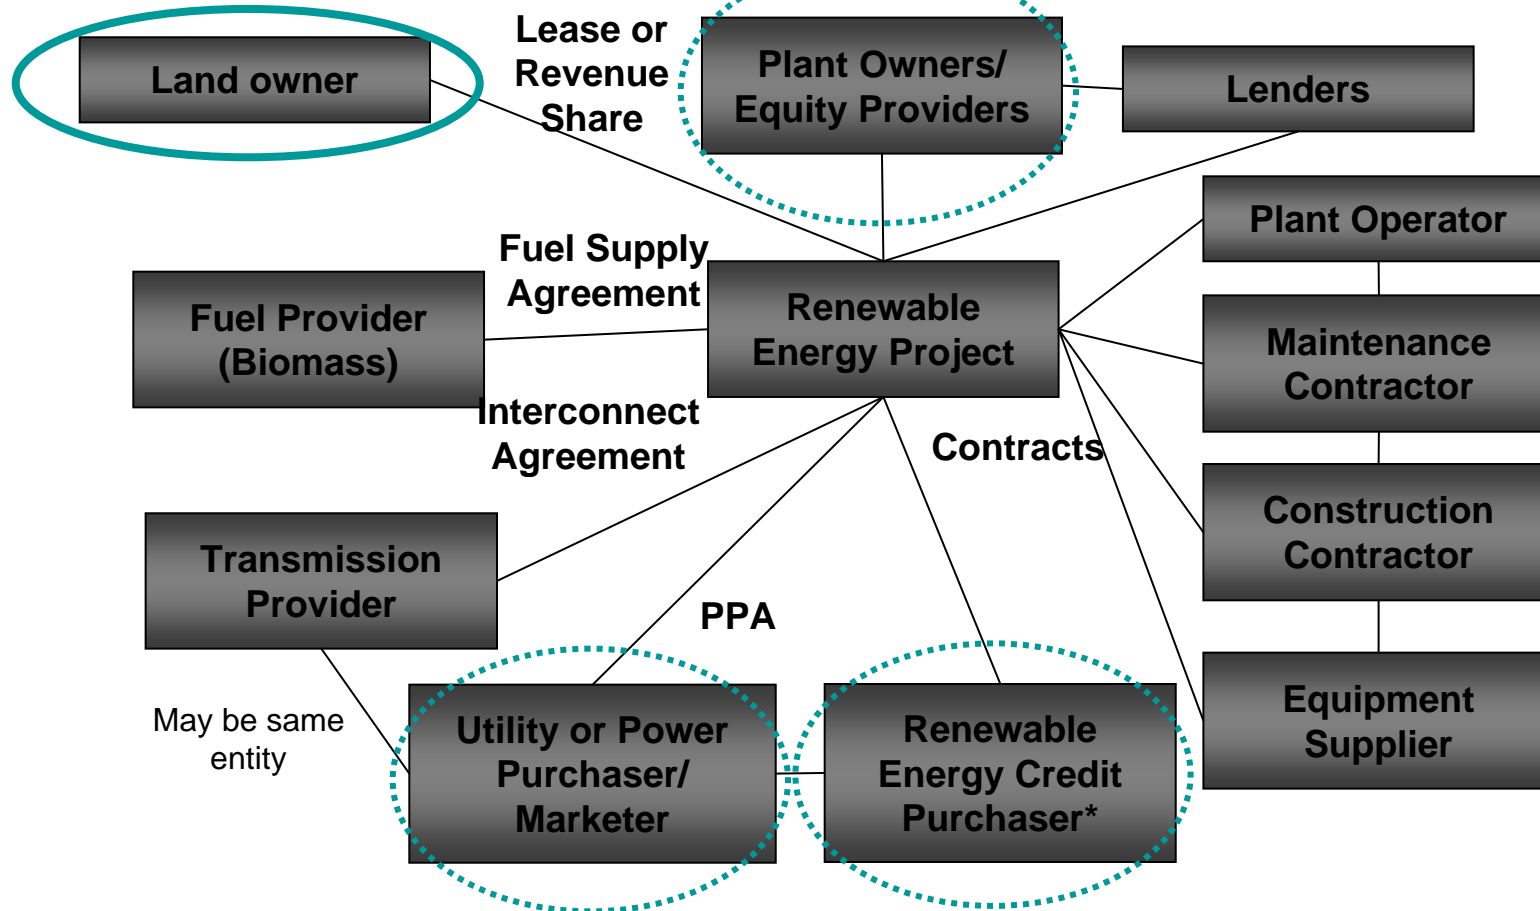 Land owner
Lease or
Revenue
Share
Plant Owners/
Equity Providers
Lenders
Plant Operator
Fuel Supply
Agreement
Fuel Provider
(Biomass)
Renewable
Energy Project
Maintenance
Contractor
Interconnect
Agreement
Contracts
Construction
Contractor
Transmission
Provider
PPA
May be same
entity
Utility or Power
Purchaser/
Marketer
Renewable
Energy Credit
Purchaser*
Equipment
Supplier